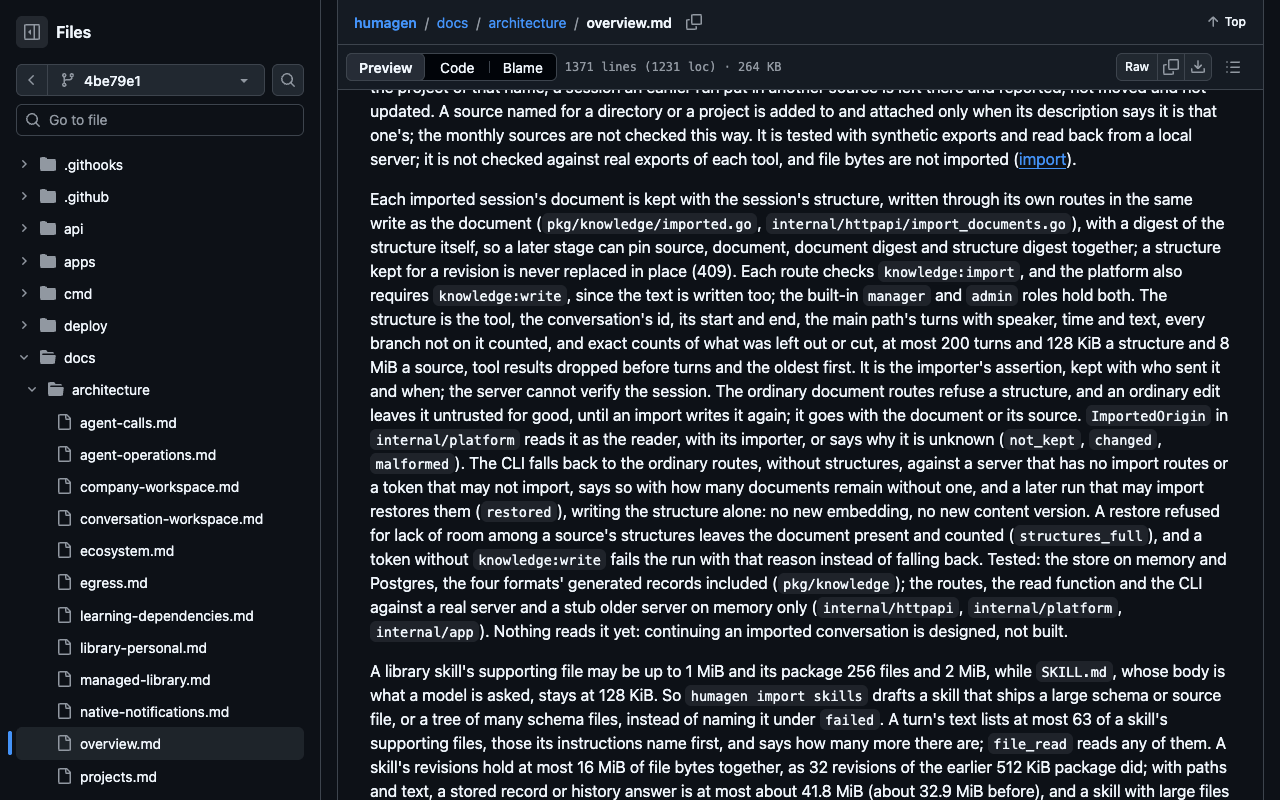 Files
4be79e1
Go to file
.githooks
.github
api
apps
cmd
deploy
docs
architecture
agent-calls.md
agent-operations.md
company-workspace.md
conversation-workspace.md
ecosystem.md
egress.md
learning-dependencies.md
library-personal.md
managed-library.md
native-notifications.md
overview.md
projects.md
humagen / docs / architecture / overview.md
Top
Preview Code Blame 1371 lines (1231 loc) · 264 KB
Raw
the project of that name, a session an earlier run put in another source is left there and reported, not moved and not
updated. A source named for a directory or a project is added to and attached only when its description says it is that
one's; the monthly sources are not checked this way. It is tested with synthetic exports and read back from a local
server; it is not checked against real exports of each tool, and file bytes are not imported (import).
Each imported session's document is kept with the session's structure, written through its own routes in the same
write as the document ( pkg/knowledge/imported.go , internal/httpapi/import_documents.go ), with a digest of the
structure itself, so a later stage can pin source, document, document digest and structure digest together; a structure
kept for a revision is never replaced in place (409). Each route checks knowledge:import , and the platform also
requires knowledge:write , since the text is written too; the built-in manager and admin roles hold both. The
structure is the tool, the conversation's id, its start and end, the main path's turns with speaker, time and text, every
branch not on it counted, and exact counts of what was left out or cut, at most 200 turns and 128 KiB a structure and 8
MiB a source, tool results dropped before turns and the oldest first. It is the importer's assertion, kept with who sent it
and when; the server cannot verify the session. The ordinary document routes refuse a structure, and an ordinary edit
leaves it untrusted for good, until an import writes it again; it goes with the document or its source. ImportedOrigin in
internal/platform reads it as the reader, with its importer, or says why it is unknown ( not_kept , changed ,
malformed ). The CLI falls back to the ordinary routes, without structures, against a server that has no import routes or
a token that may not import, says so with how many documents remain without one, and a later run that may import
restores them ( restored ), writing the structure alone: no new embedding, no new content version. A restore refused
for lack of room among a source's structures leaves the document present and counted ( structures_full ), and a
token without knowledge:write fails the run with that reason instead of falling back. Tested: the store on memory and
Postgres, the four formats' generated records included ( pkg/knowledge ); the routes, the read function and the CLI
against a real server and a stub older server on memory only ( internal/httpapi , internal/platform ,
internal/app ). Nothing reads it yet: continuing an imported conversation is designed, not built.
A library skill's supporting file may be up to 1 MiB and its package 256 files and 2 MiB, while SKILL.md , whose body is
what a model is asked, stays at 128 KiB. So humagen import skills drafts a skill that ships a large schema or source
file, or a tree of many schema files, instead of naming it under failed . A turn's text lists at most 63 of a skill's
supporting files, those its instructions name first, and says how many more there are; file_read reads any of them. A
skill's revisions hold at most 16 MiB of file bytes together, as 32 revisions of the earlier 512 KiB package did; with paths
and text, a stored record or history answer is at most about 41.8 MiB (about 32.9 MiB before), and a skill with large files